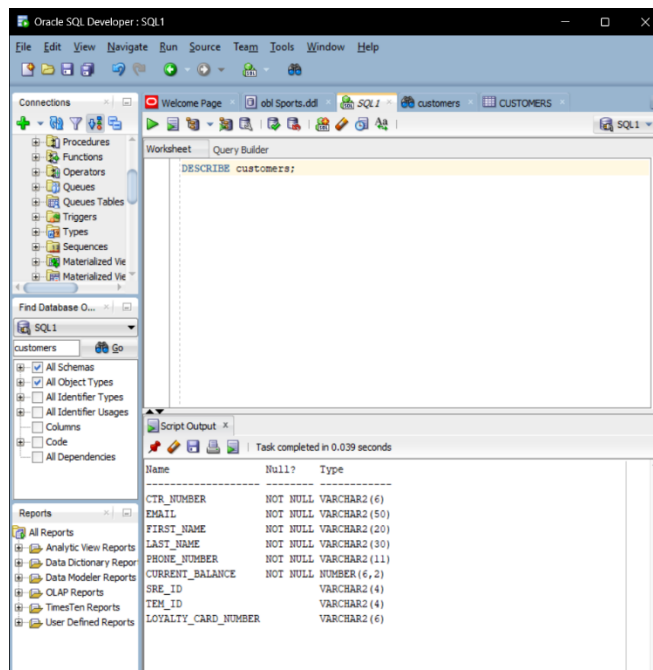 Oracle SQL Developer : SQL1
File Edit View Navigate Run Source Team Tools Window Help
Connections
Procedures
Functions
Operators
Queues
Queues Tables
Triggers
Types
Sequences
Materialized Vie
Materialized Vie
Find Database O...
SQL1
customers Go
All Schemas
All Object Types
All Identifier Types
All Identifier Usages
Columns
Code
All Dependencies
Reports
All Reports
Analytic View Reports
Data Dictionary Repor
Data Modeler Reports
OLAP Reports
TimesTen Reports
User Defined Reports
Welcome Page obl Sports.ddl SQL1 customers CUSTOMERS
SQL1
Worksheet Query Builder
DESCRIBE customers;
Script Output
Task completed in 0.039 seconds
Name Null? Type
------------------- -------- ------------
CTR_NUMBER NOT NULL VARCHAR2(6)
EMAIL NOT NULL VARCHAR2(50)
FIRST_NAME NOT NULL VARCHAR2(20)
LAST_NAME NOT NULL VARCHAR2(30)
PHONE_NUMBER NOT NULL VARCHAR2(11)
CURRENT_BALANCE NOT NULL NUMBER(6,2)
SRE_ID VARCHAR2(4)
TEM_ID VARCHAR2(4)
LOYALTY_CARD_NUMBER VARCHAR2(6)